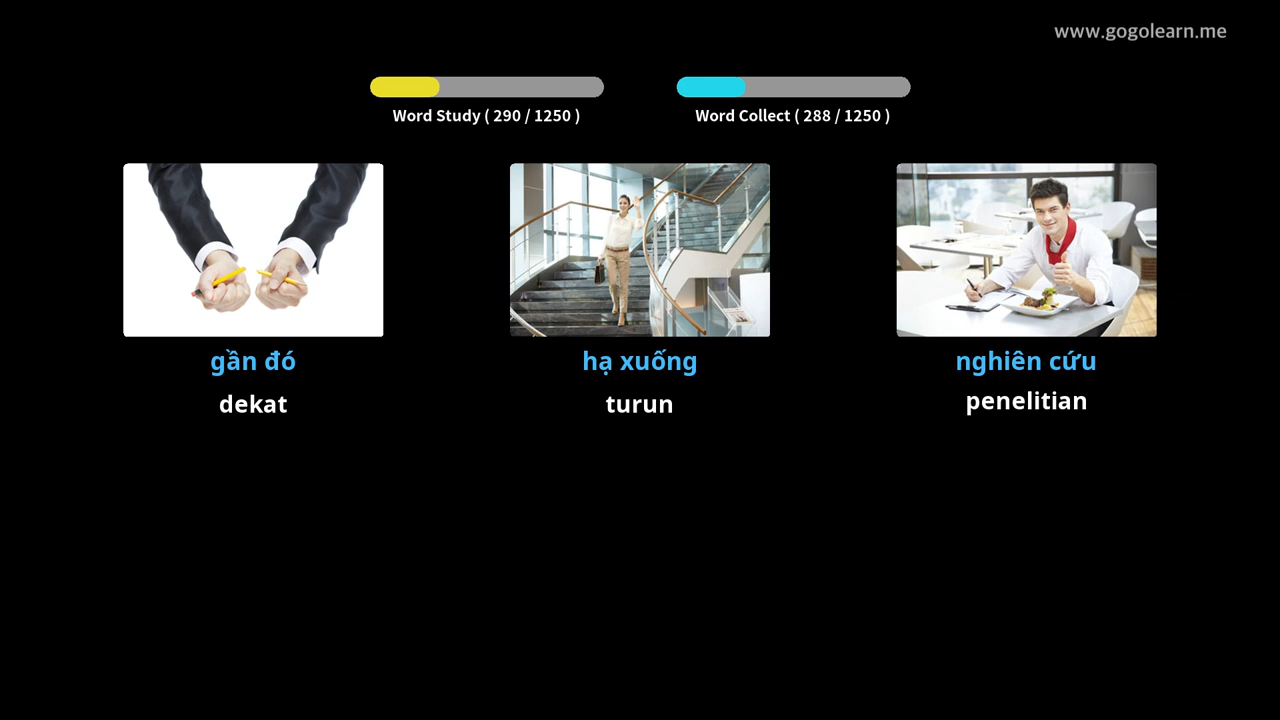 www.gogolearn.me
Word Study ( 290 / 1250 )
Word Collect ( 288 / 1250 )
gần đó
hạ xuống
nghiên cứu
dekat
turun
penelitian